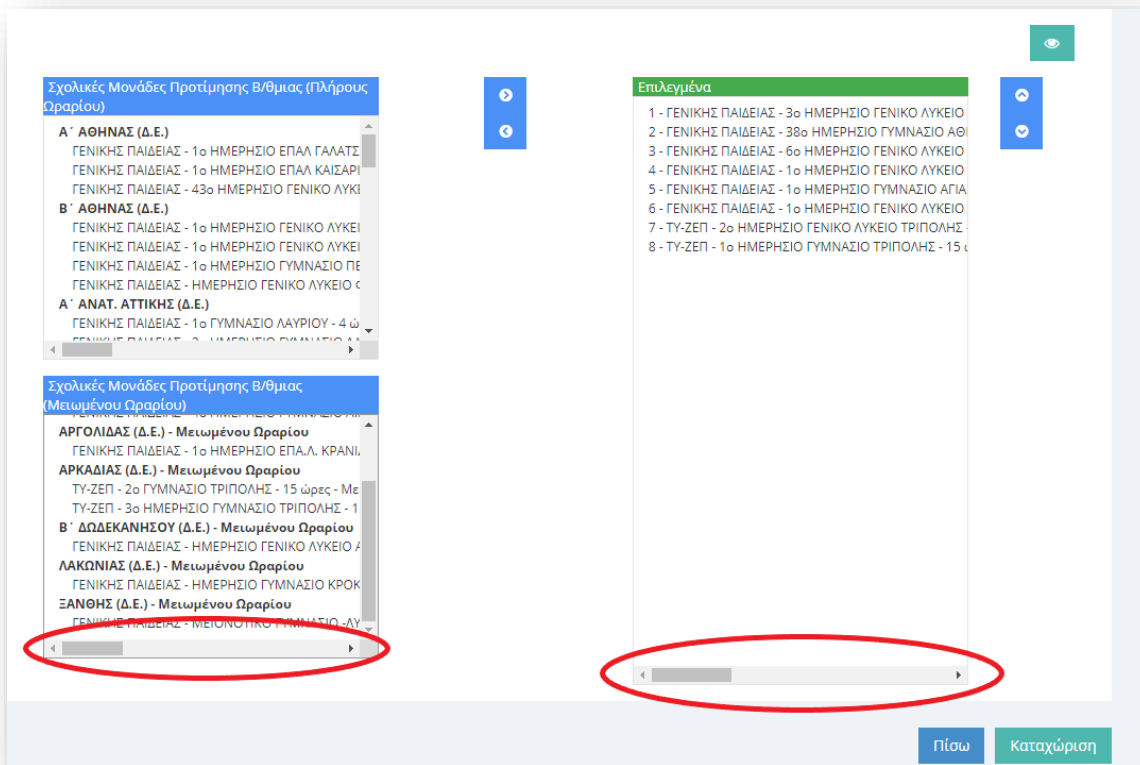 Σχολικές Μονάδες Προτίμησης Β/θμιας (Πλήρους
Ωραρίου)
Α΄ ΑΘΗΝΑΣ (Δ.Ε.)
ΓΕΝΙΚΗΣ ΠΑΙΔΕΙΑΣ - 1ο ΗΜΕΡΗΣΙΟ ΕΠΑΛ ΓΑΛΑΤΣ
ΓΕΝΙΚΗΣ ΠΑΙΔΕΙΑΣ - 1ο ΗΜΕΡΗΣΙΟ ΕΠΑΛ ΚΑΙΣΑΡΙ
ΓΕΝΙΚΗΣ ΠΑΙΔΕΙΑΣ - 43ο ΗΜΕΡΗΣΙΟ ΓΕΝΙΚΟ ΛΥΚΕ
Β΄ ΑΘΗΝΑΣ (Δ.Ε.)
ΓΕΝΙΚΗΣ ΠΑΙΔΕΙΑΣ - 1ο ΗΜΕΡΗΣΙΟ ΓΕΝΙΚΟ ΛΥΚΕΙ
ΓΕΝΙΚΗΣ ΠΑΙΔΕΙΑΣ - 1ο ΗΜΕΡΗΣΙΟ ΓΕΝΙΚΟ ΛΥΚΕΙ
ΓΕΝΙΚΗΣ ΠΑΙΔΕΙΑΣ - 1ο ΗΜΕΡΗΣΙΟ ΓΥΜΝΑΣΙΟ ΠΕ
ΓΕΝΙΚΗΣ ΠΑΙΔΕΙΑΣ - ΗΜΕΡΗΣΙΟ ΓΕΝΙΚΟ ΛΥΚΕΙΟ
Α΄ ΑΝΑΤ. ΑΤΤΙΚΗΣ (Δ.Ε.)
ΓΕΝΙΚΗΣ ΠΑΙΔΕΙΑΣ - 1ο ΓΥΜΝΑΣΙΟ ΛΑΥΡΙΟΥ - 4 ώ
Σχολικές Μονάδες Προτίμησης Β/θμιας
(Μειωμένου Ωραρίου)
ΑΡΓΟΛΙΔΑΣ (Δ.Ε.) - Μειωμένου Ωραρίου
ΓΕΝΙΚΗΣ ΠΑΙΔΕΙΑΣ - 1ο ΗΜΕΡΗΣΙΟ ΕΠΑ.Λ. ΚΡΑΝΙ
ΑΡΚΑΔΙΑΣ (Δ.Ε.) - Μειωμένου Ωραρίου
ΤΥ-ΖΕΠ - 2ο ΓΥΜΝΑΣΙΟ ΤΡΙΠΟΛΗΣ - 15 ώρες - Με
ΤΥ-ΖΕΠ - 3ο ΗΜΕΡΗΣΙΟ ΓΥΜΝΑΣΙΟ ΤΡΙΠΟΛΗΣ - 1
Β΄ ΔΩΔΕΚΑΝΗΣΟΥ (Δ.Ε.) - Μειωμένου Ωραρίου
ΓΕΝΙΚΗΣ ΠΑΙΔΕΙΑΣ - ΗΜΕΡΗΣΙΟ ΓΕΝΙΚΟ ΛΥΚΕΙΟ
ΛΑΚΩΝΙΑΣ (Δ.Ε.) - Μειωμένου Ωραρίου
ΓΕΝΙΚΗΣ ΠΑΙΔΕΙΑΣ - ΗΜΕΡΗΣΙΟ ΓΥΜΝΑΣΙΟ ΚΡΟΚ
ΞΑΝΘΗΣ (Δ.Ε.) - Μειωμένου Ωραρίου
ΓΕΝΙΚΗΣ ΠΑΙΔΕΙΑΣ - ΜΕΙΟΝΟΤΙΚΟ ΓΥΜΝΑΣΙΟ -ΛΥ
Επιλεγμένα
1 - ΓΕΝΙΚΗΣ ΠΑΙΔΕΙΑΣ - 3ο ΗΜΕΡΗΣΙΟ ΓΕΝΙΚΟ ΛΥΚΕΙΟ
2 - ΓΕΝΙΚΗΣ ΠΑΙΔΕΙΑΣ - 38ο ΗΜΕΡΗΣΙΟ ΓΥΜΝΑΣΙΟ ΑΘ
3 - ΓΕΝΙΚΗΣ ΠΑΙΔΕΙΑΣ - 6ο ΗΜΕΡΗΣΙΟ ΓΕΝΙΚΟ ΛΥΚΕΙΟ
4 - ΓΕΝΙΚΗΣ ΠΑΙΔΕΙΑΣ - 1ο ΗΜΕΡΗΣΙΟ ΓΕΝΙΚΟ ΛΥΚΕΙΟ
5 - ΓΕΝΙΚΗΣ ΠΑΙΔΕΙΑΣ - 1ο ΗΜΕΡΗΣΙΟ ΓΥΜΝΑΣΙΟ ΑΓΙΑ
6 - ΓΕΝΙΚΗΣ ΠΑΙΔΕΙΑΣ - 1ο ΗΜΕΡΗΣΙΟ ΓΕΝΙΚΟ ΛΥΚΕΙΟ
7 - ΤΥ-ΖΕΠ - 2ο ΗΜΕΡΗΣΙΟ ΓΕΝΙΚΟ ΛΥΚΕΙΟ ΤΡΙΠΟΛΗΣ -
8 - ΤΥ-ΖΕΠ - 1ο ΗΜΕΡΗΣΙΟ ΓΥΜΝΑΣΙΟ ΤΡΙΠΟΛΗΣ - 15 ώ
Πίσω
Καταχώριση